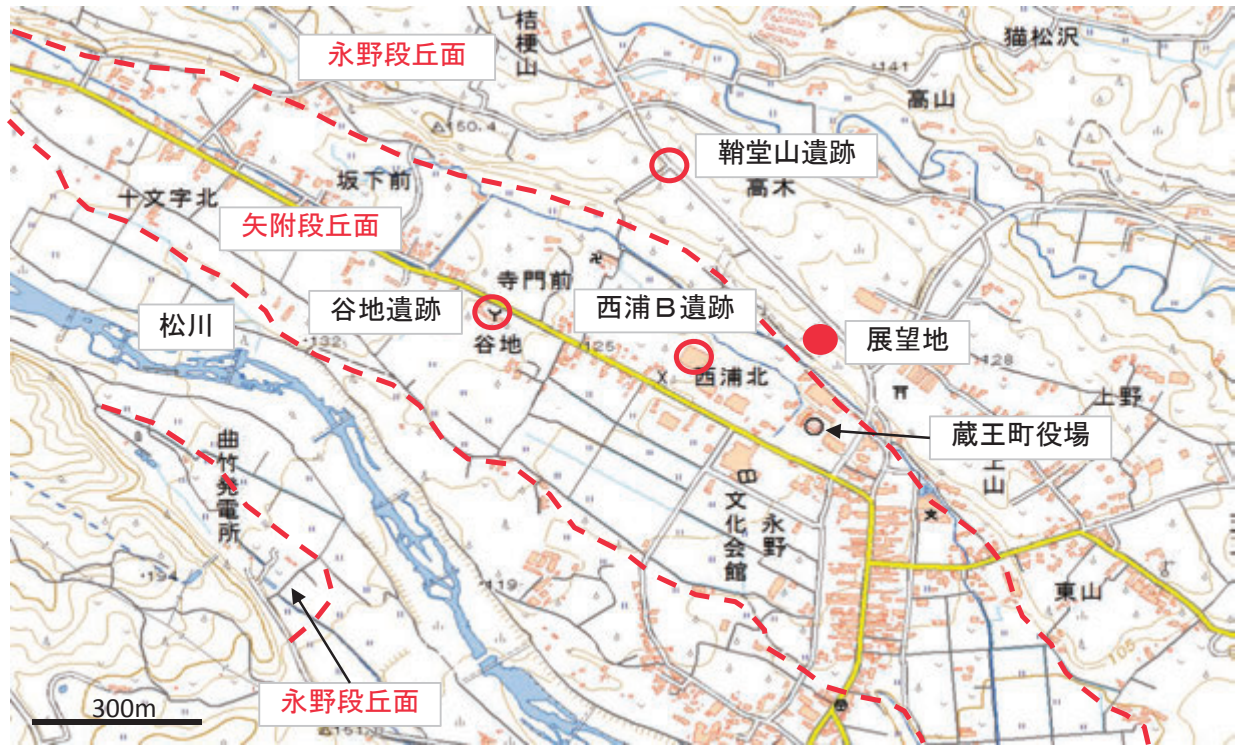 桔梗山
猫松沢
永野段丘面
・141
高山
△150.4
鞘堂山遺跡
高木
坂下前
十文字北
矢附段丘面
寺門前
卍
谷地遺跡
西浦B遺跡
松川
・132
谷地
・125
展望地
・128
西浦北
上野
蔵王町役場
上山
曲竹発電所
文化会館
永野
・194
・119
東山
105
永野段丘面
300m